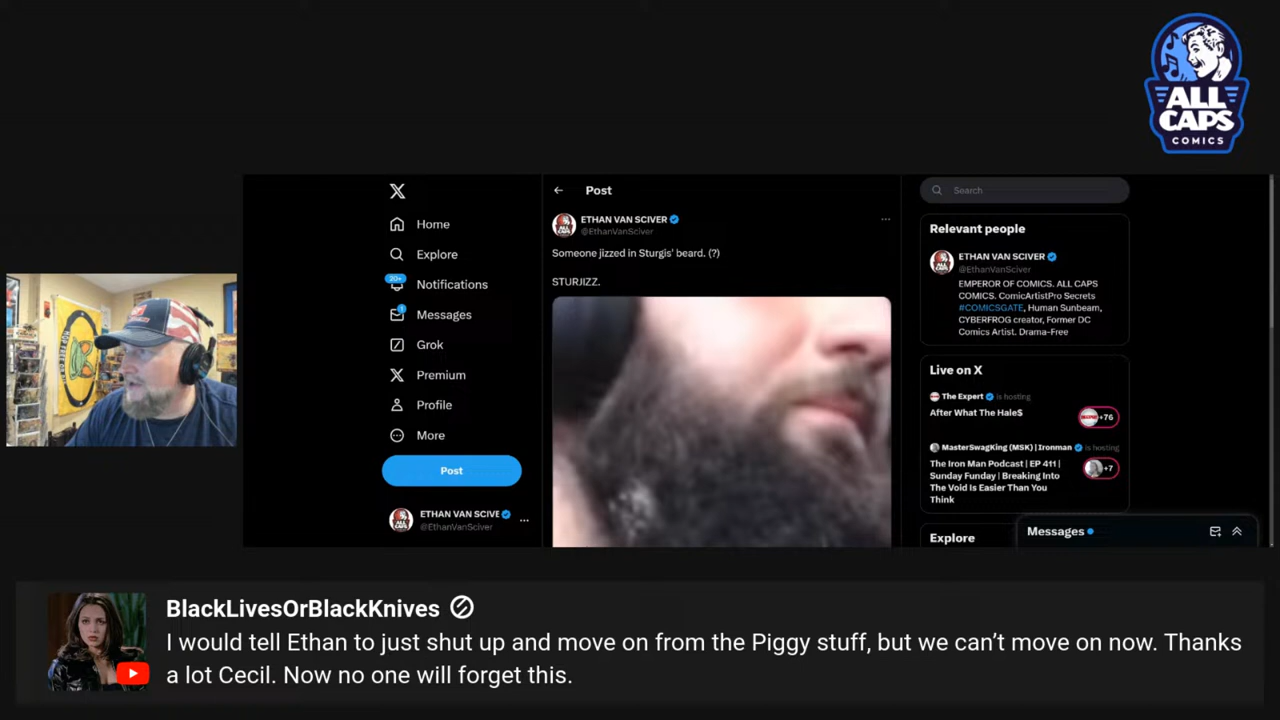 ALL
CAPS
COMICS
X
Post
Search
Home
Explore
20+
Notifications
1
Messages
Grok
Premium
Profile
More
Post
ETHAN VAN SCIVE
@EthanVanSciver
ETHAN VAN SCIVER
@EthanVanSciver
Someone jizzed in Sturgis' beard. (?)
STURJIZZ.
Relevant people
ETHAN VAN SCIVER
@EthanVanSciver
EMPEROR OF COMICS. ALL CAPS
COMICS. ComicArtistPro Secrets
#COMICSGATE, Human Sunbeam,
CYBERFROG creator, Former DC
Comics Artist. Drama-Free
Live on X
The Expert is hosting
After What The Hale$
+76
MasterSwagKing (MSK) | Ironman is hosting
The Iron Man Podcast | EP 411 |
Sunday Funday | Breaking Into
The Void Is Easier Than You
Think
+7
Explore
Messages
BlackLivesOrBlackKnives
I would tell Ethan to just shut up and move on from the Piggy stuff, but we can't move on now. Thanks
a lot Cecil. Now no one will forget this.